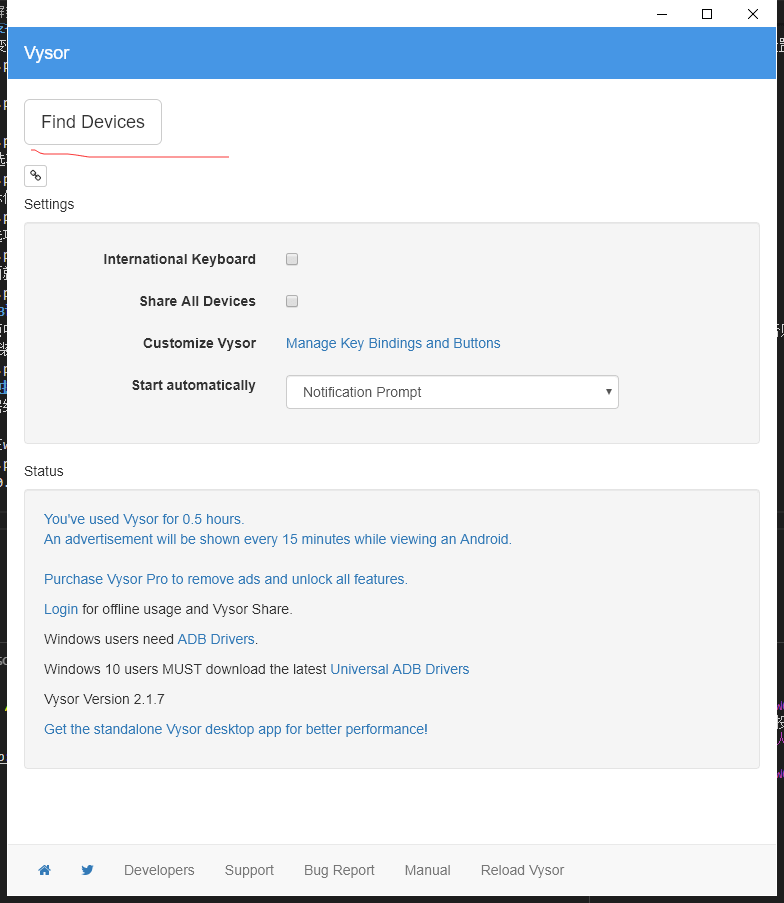 Vysor
Find Devices
Settings
International Keyboard
Share All Devices
Customize Vysor Manage Key Bindings and Buttons
Start automatically Notification Prompt
Status
You've used Vysor for 0.5 hours.
An advertisement will be shown every 15 minutes while viewing an Android.
Purchase Vysor Pro to remove ads and unlock all features.
Login for offline usage and Vysor Share.
Windows users need ADB Drivers.
Windows 10 users MUST download the latest Universal ADB Drivers
Vysor Version 2.1.7
Get the standalone Vysor desktop app for better performance!
Developers Support Bug Report Manual Reload Vysor